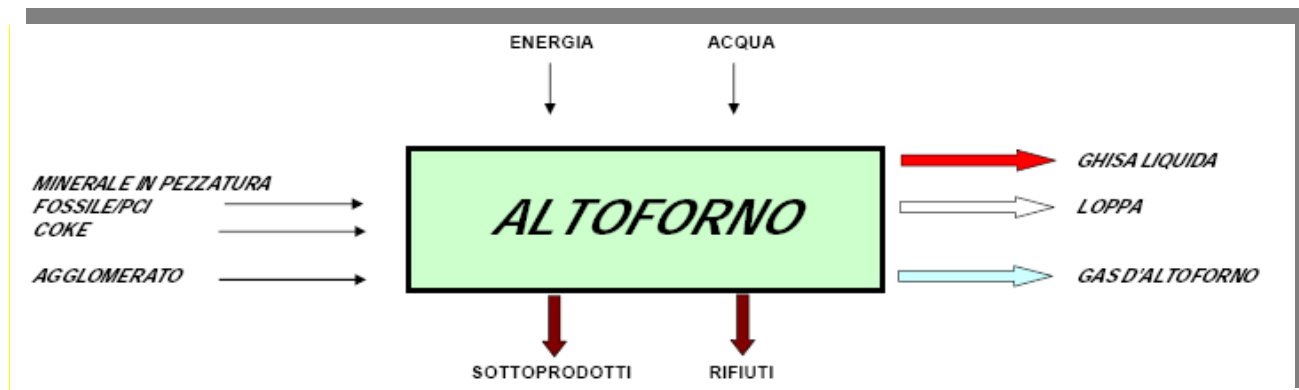 ENERGIA ACQUA
MINERALE IN PEZZATURA
FOSSILE/PCI
COKE
AGGLOMERATO
ALTOFORNO
GHISA LIQUIDA
LOPPA
GAS D'ALTOFORNO
SOTTOPRODOTTI RIFIUTI